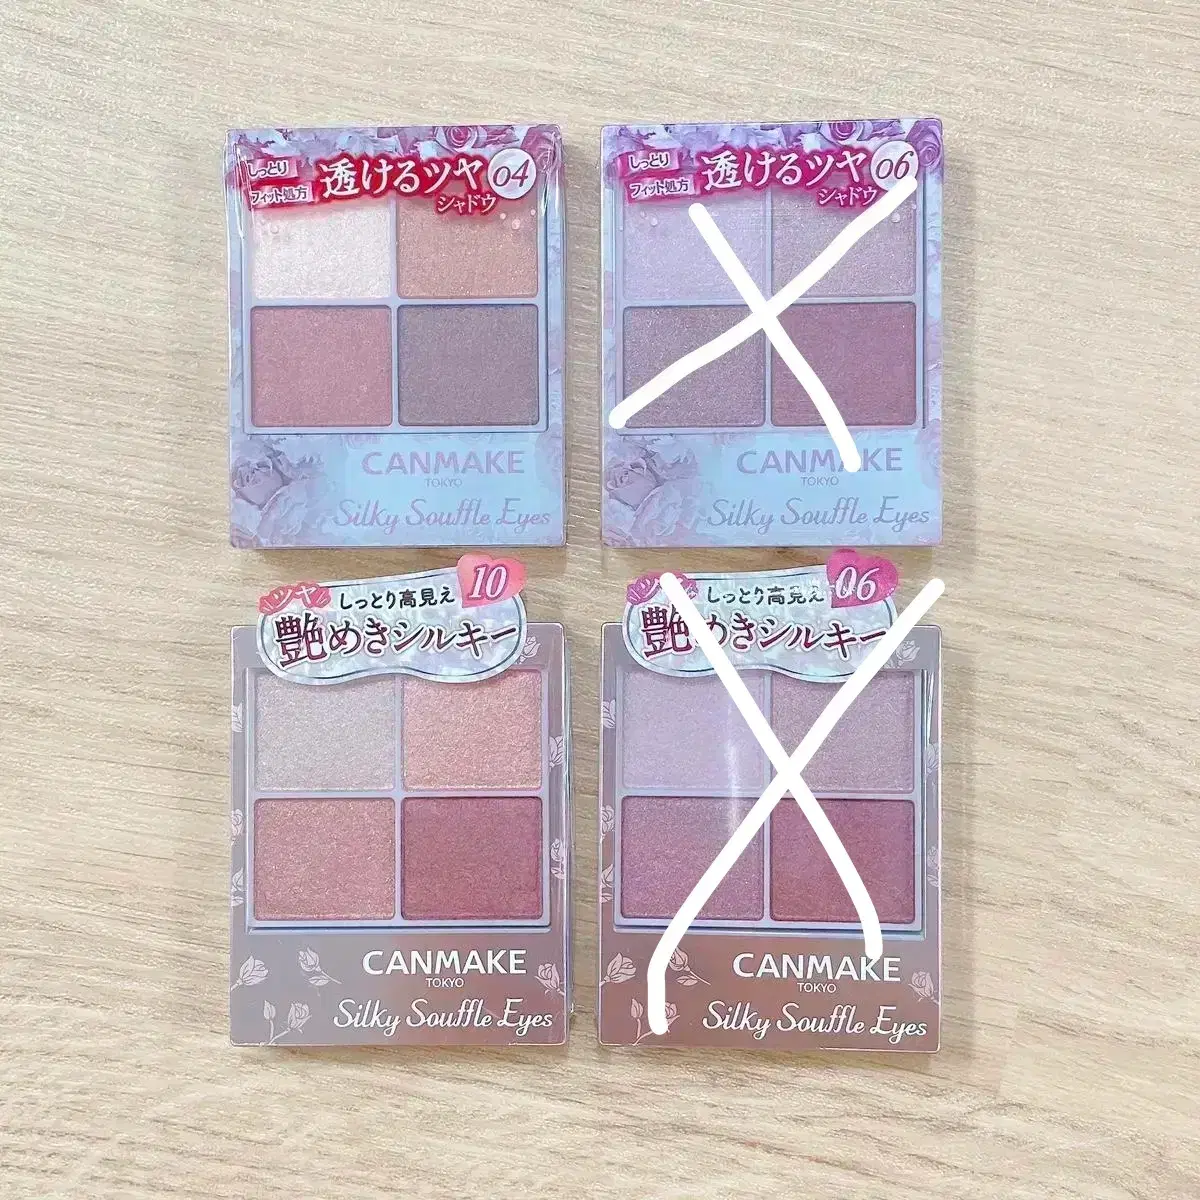 しっとり
フィット処方
透けるツヤ
シャドウ
04
CANMAKE
TOKYO
Silky Souffle Eyes
しっとり
フィット処方
透けるツヤ
シャドウ
06
CANMAKE
TOKYO
Silky Souffle Eyes
ツヤ
しっとり高見え
10
艶めきシルキー
CANMAKE
TOKYO
Silky Souffle Eyes
しっとり高見え
06
艶めきシルキー
CANMAKE
TOKYO
Silky Souffle Eyes